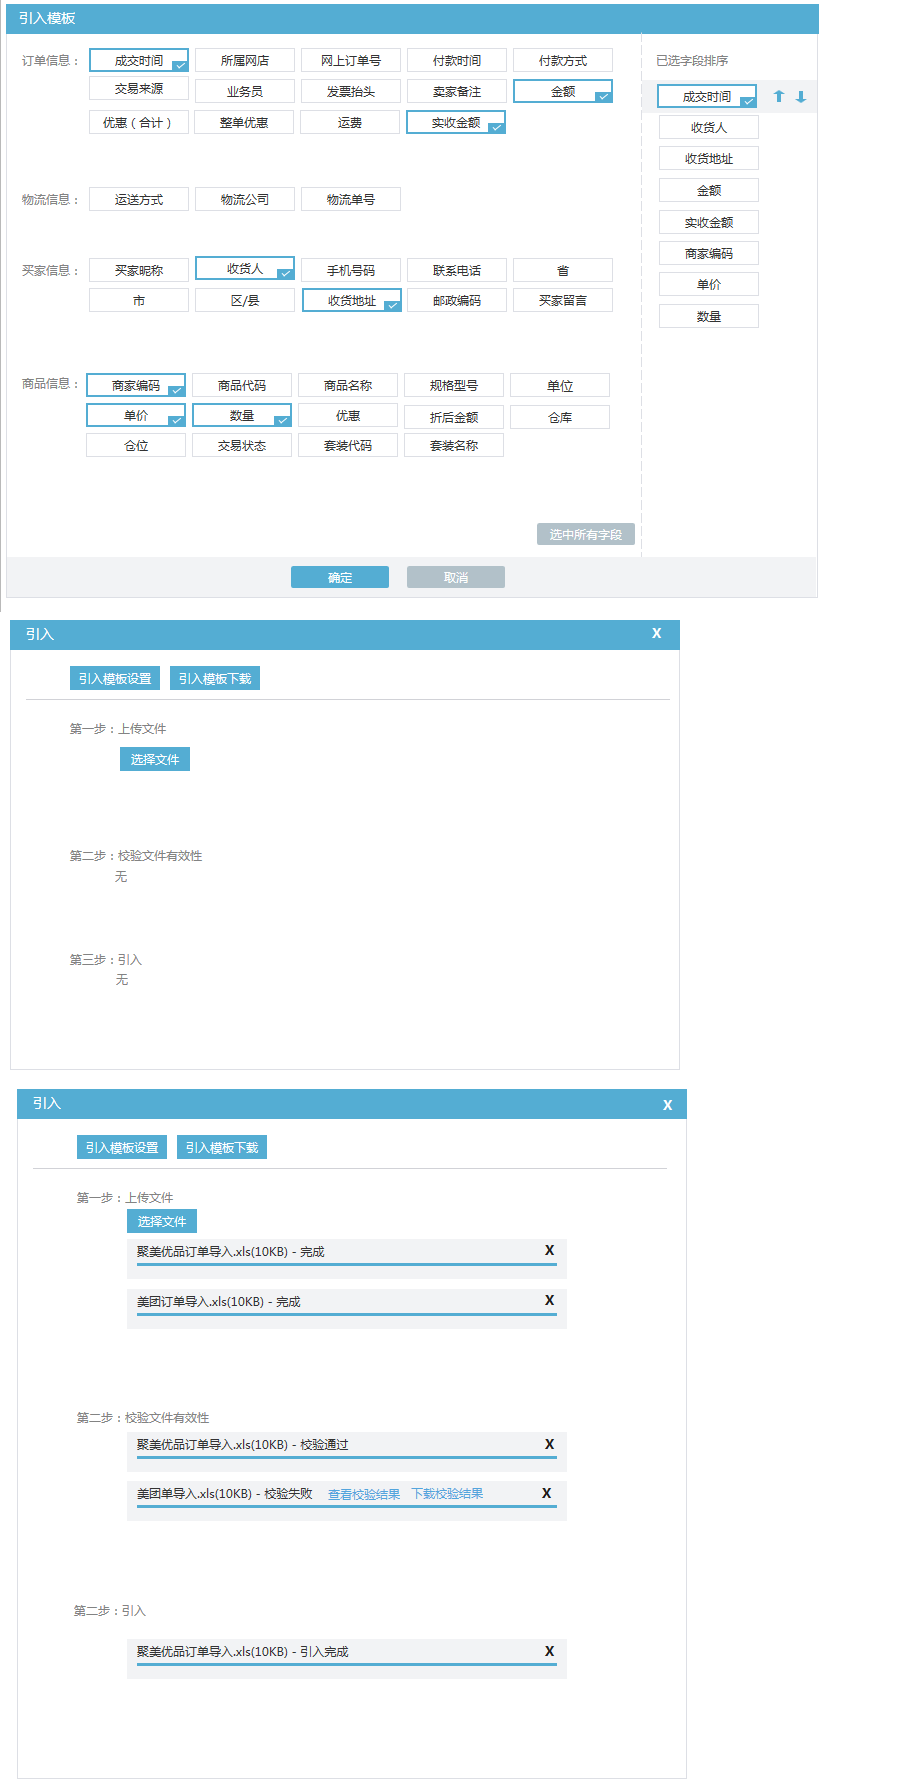 引入模板
订单信息： 成交时间 所属网店 网上订单号 付款时间 付款方式
交易来源 业务员 发票抬头 卖家备注 金额
优惠（合计） 整单优惠 运费 实收金额
物流信息： 运送方式 物流公司 物流单号
买家信息： 买家昵称 收货人 手机号码 联系电话 省
市 区/县 收货地址 邮政编码 买家留言
商品信息： 商家编码 商品代码 商品名称 规格型号 单位
单价 数量 优惠 折后金额 仓库
仓位 交易状态 套装代码 套装名称
选中所有字段
已选字段排序
成交时间
收货人
收货地址
金额
实收金额
商家编码
单价
数量
确定 取消
引入 X
引入模板设置 引入模板下载
第一步：上传文件
选择文件
第二步：校验文件有效性
无
第三步：引入
无
引入 X
引入模板设置 引入模板下载
第一步：上传文件
选择文件
聚美优品订单导入.xls(10KB) - 完成 X
美团订单导入.xls(10KB) - 完成 X
第二步：校验文件有效性
聚美优品订单导入.xls(10KB) - 校验通过 X
美团单导入.xls(10KB) - 校验失败 查看校验结果 下载校验结果 X
第二步：引入
聚美优品订单导入.xls(10KB) - 引入完成 X